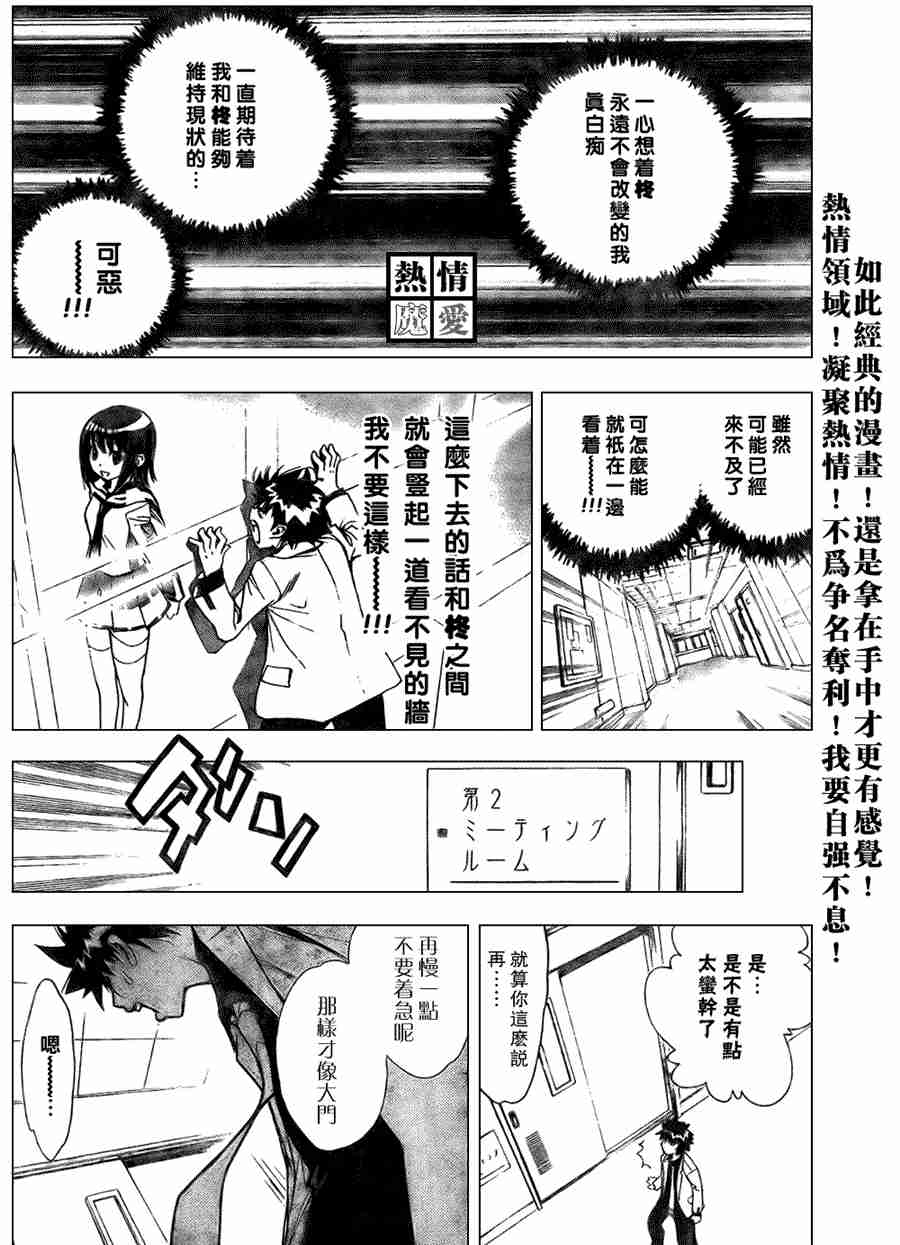 如此經典的漫畫！還是拿在手中才更有感覺！
熱情領域！凝聚熱情！不爲争名奪利！我要自强不息！
一心想着柊
永遠不會改變的我
眞白痴
一直期待着
我和柊能夠
維持現狀的…
可惡
～～!!!
熱情
魔愛
雖然
可能已經
來不及了
可怎麼能
就祇在一邊
看着～～!!!
這麼下去的話和柊之間
就會豎起一道看不見的牆
我不要這樣～～!!!
第2
ミーティング
ルーム
ダン
是…
是不是有點
太蠻幹了
就算你這麽説
再……
再慢一點
不要着急呢
那樣才像大門
嗯～～……